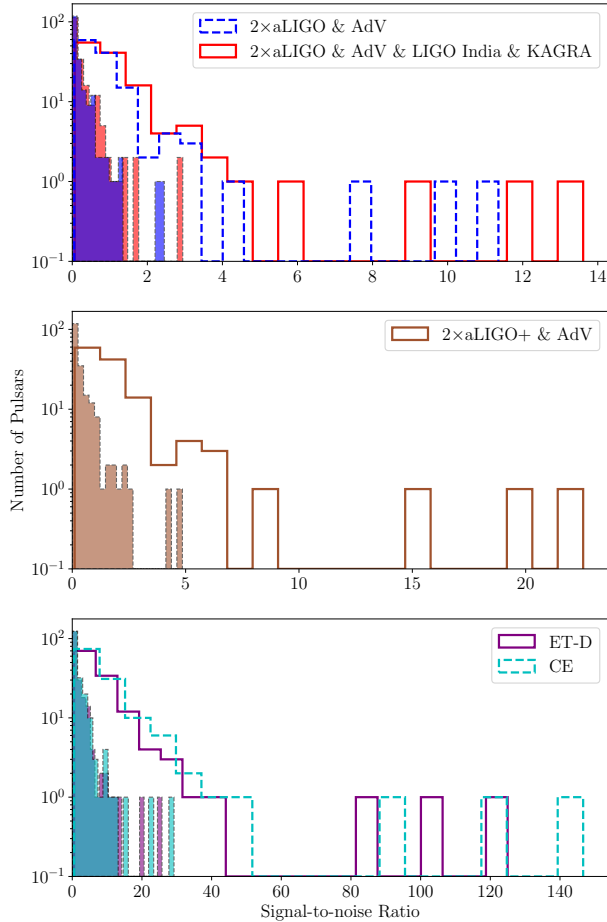 10²
10¹
10⁰
10⁻¹
2×aLIGO & AdV
2×aLIGO & AdV & LIGO India & KAGRA
0 2 4 6 8 10 12 14
10²
10¹
10⁰
10⁻¹
Number of Pulsars
2×aLIGO+ & AdV
0 5 10 15 20
10²
10¹
10⁰
10⁻¹
ET-D
CE
0 20 40 60 80 100 120 140
Signal-to-noise Ratio